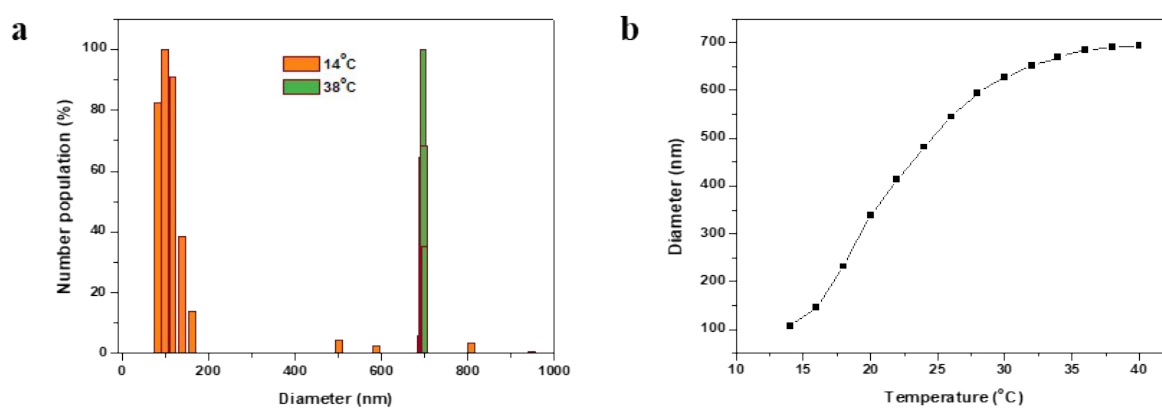 a
Number population (%)
100
80
60
40
20
0
14°C
38°C
0 200 400 600 800 1000
Diameter (nm)
b
Diameter (nm)
700
600
500
400
300
200
100
10 15 20 25 30 35 40
Temperature (°C)